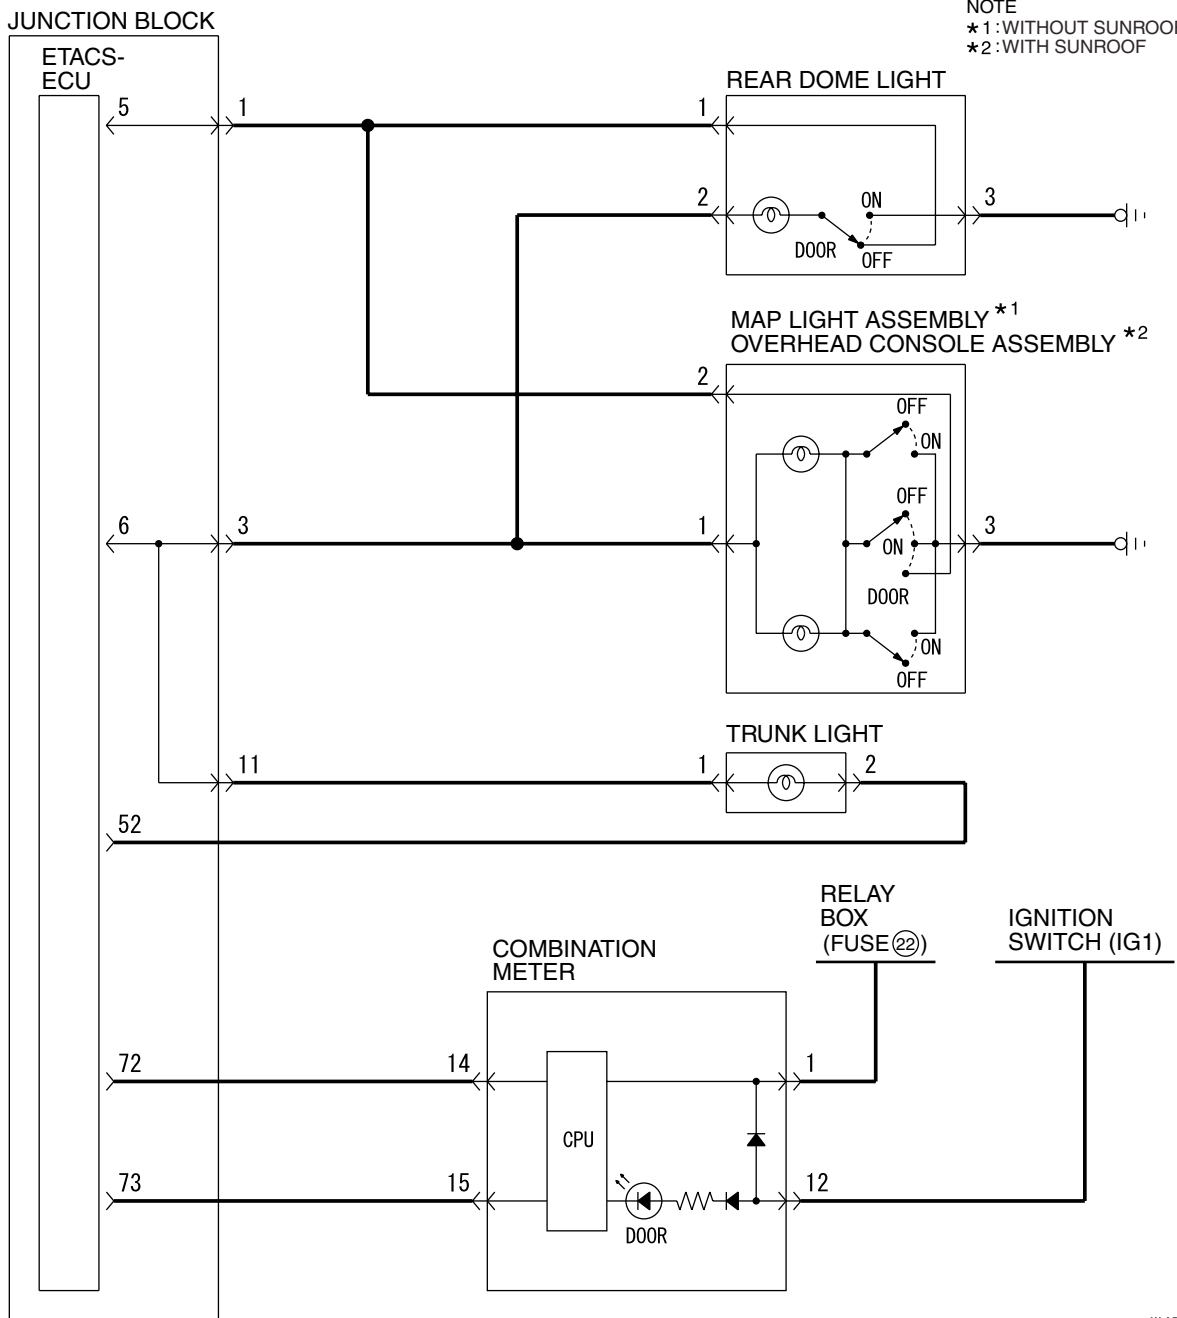 NOTE
*1:WITHOUT SUNROOF
*2:WITH SUNROOF
JUNCTION BLOCK
ETACS-
ECU
REAR DOME LIGHT
5
1
1
2
ON
3
DOOR
OFF
MAP LIGHT ASSEMBLY *1
OVERHEAD CONSOLE ASSEMBLY *2
2
OFF
ON
OFF
6
3
1
ON
3
DOOR
ON
OFF
TRUNK LIGHT
11
1
2
52
RELAY
BOX
(FUSE 22)
IGNITION
SWITCH (IG1)
COMBINATION
METER
72
14
1
CPU
73
15
12
DOOR